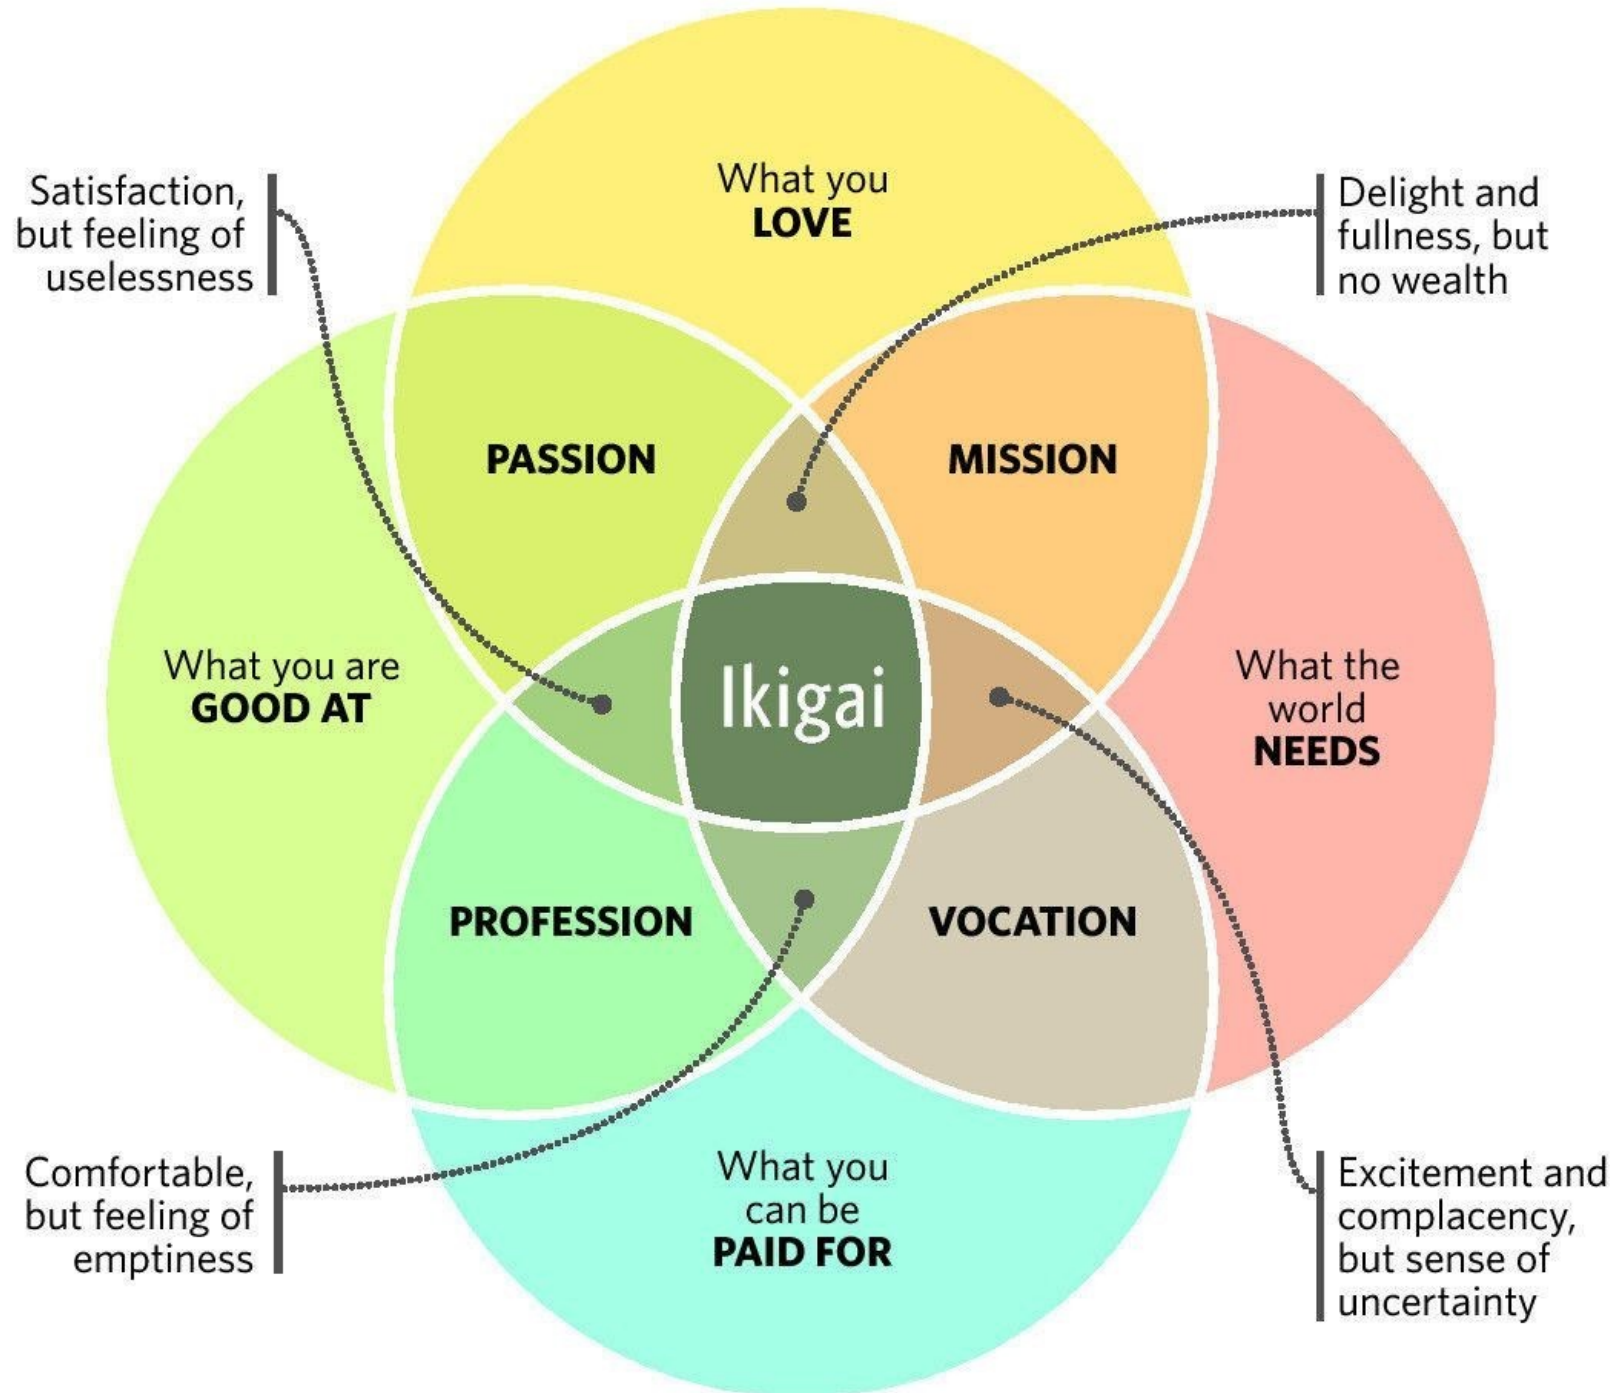 What you
LOVE
Satisfaction,
but feeling of
uselessness
Delight and
fullness, but
no wealth
PASSION
MISSION
What you are
GOOD AT
Ikigai
What the
world
NEEDS
PROFESSION
VOCATION
Comfortable,
but feeling of
emptiness
What you
can be
PAID FOR
Excitement and
complacency,
but sense of
uncertainty